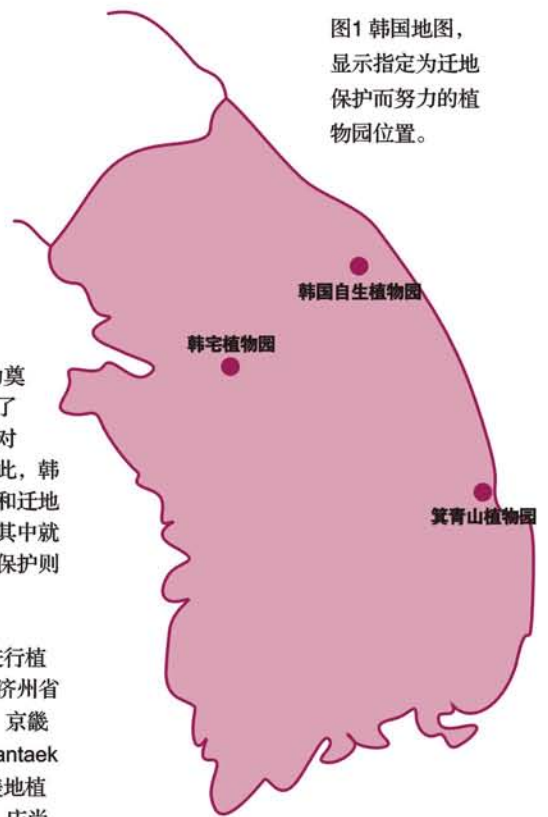 图1 韩国地图，
显示指定为迁地
保护而努力的植
物园位置。
韩国自生植物园
韩宅植物园
箕青山植物园
奠
了
对
此，韩
和迁地
其中就
保护则
进行植
济州省
京畿
antaek
地植